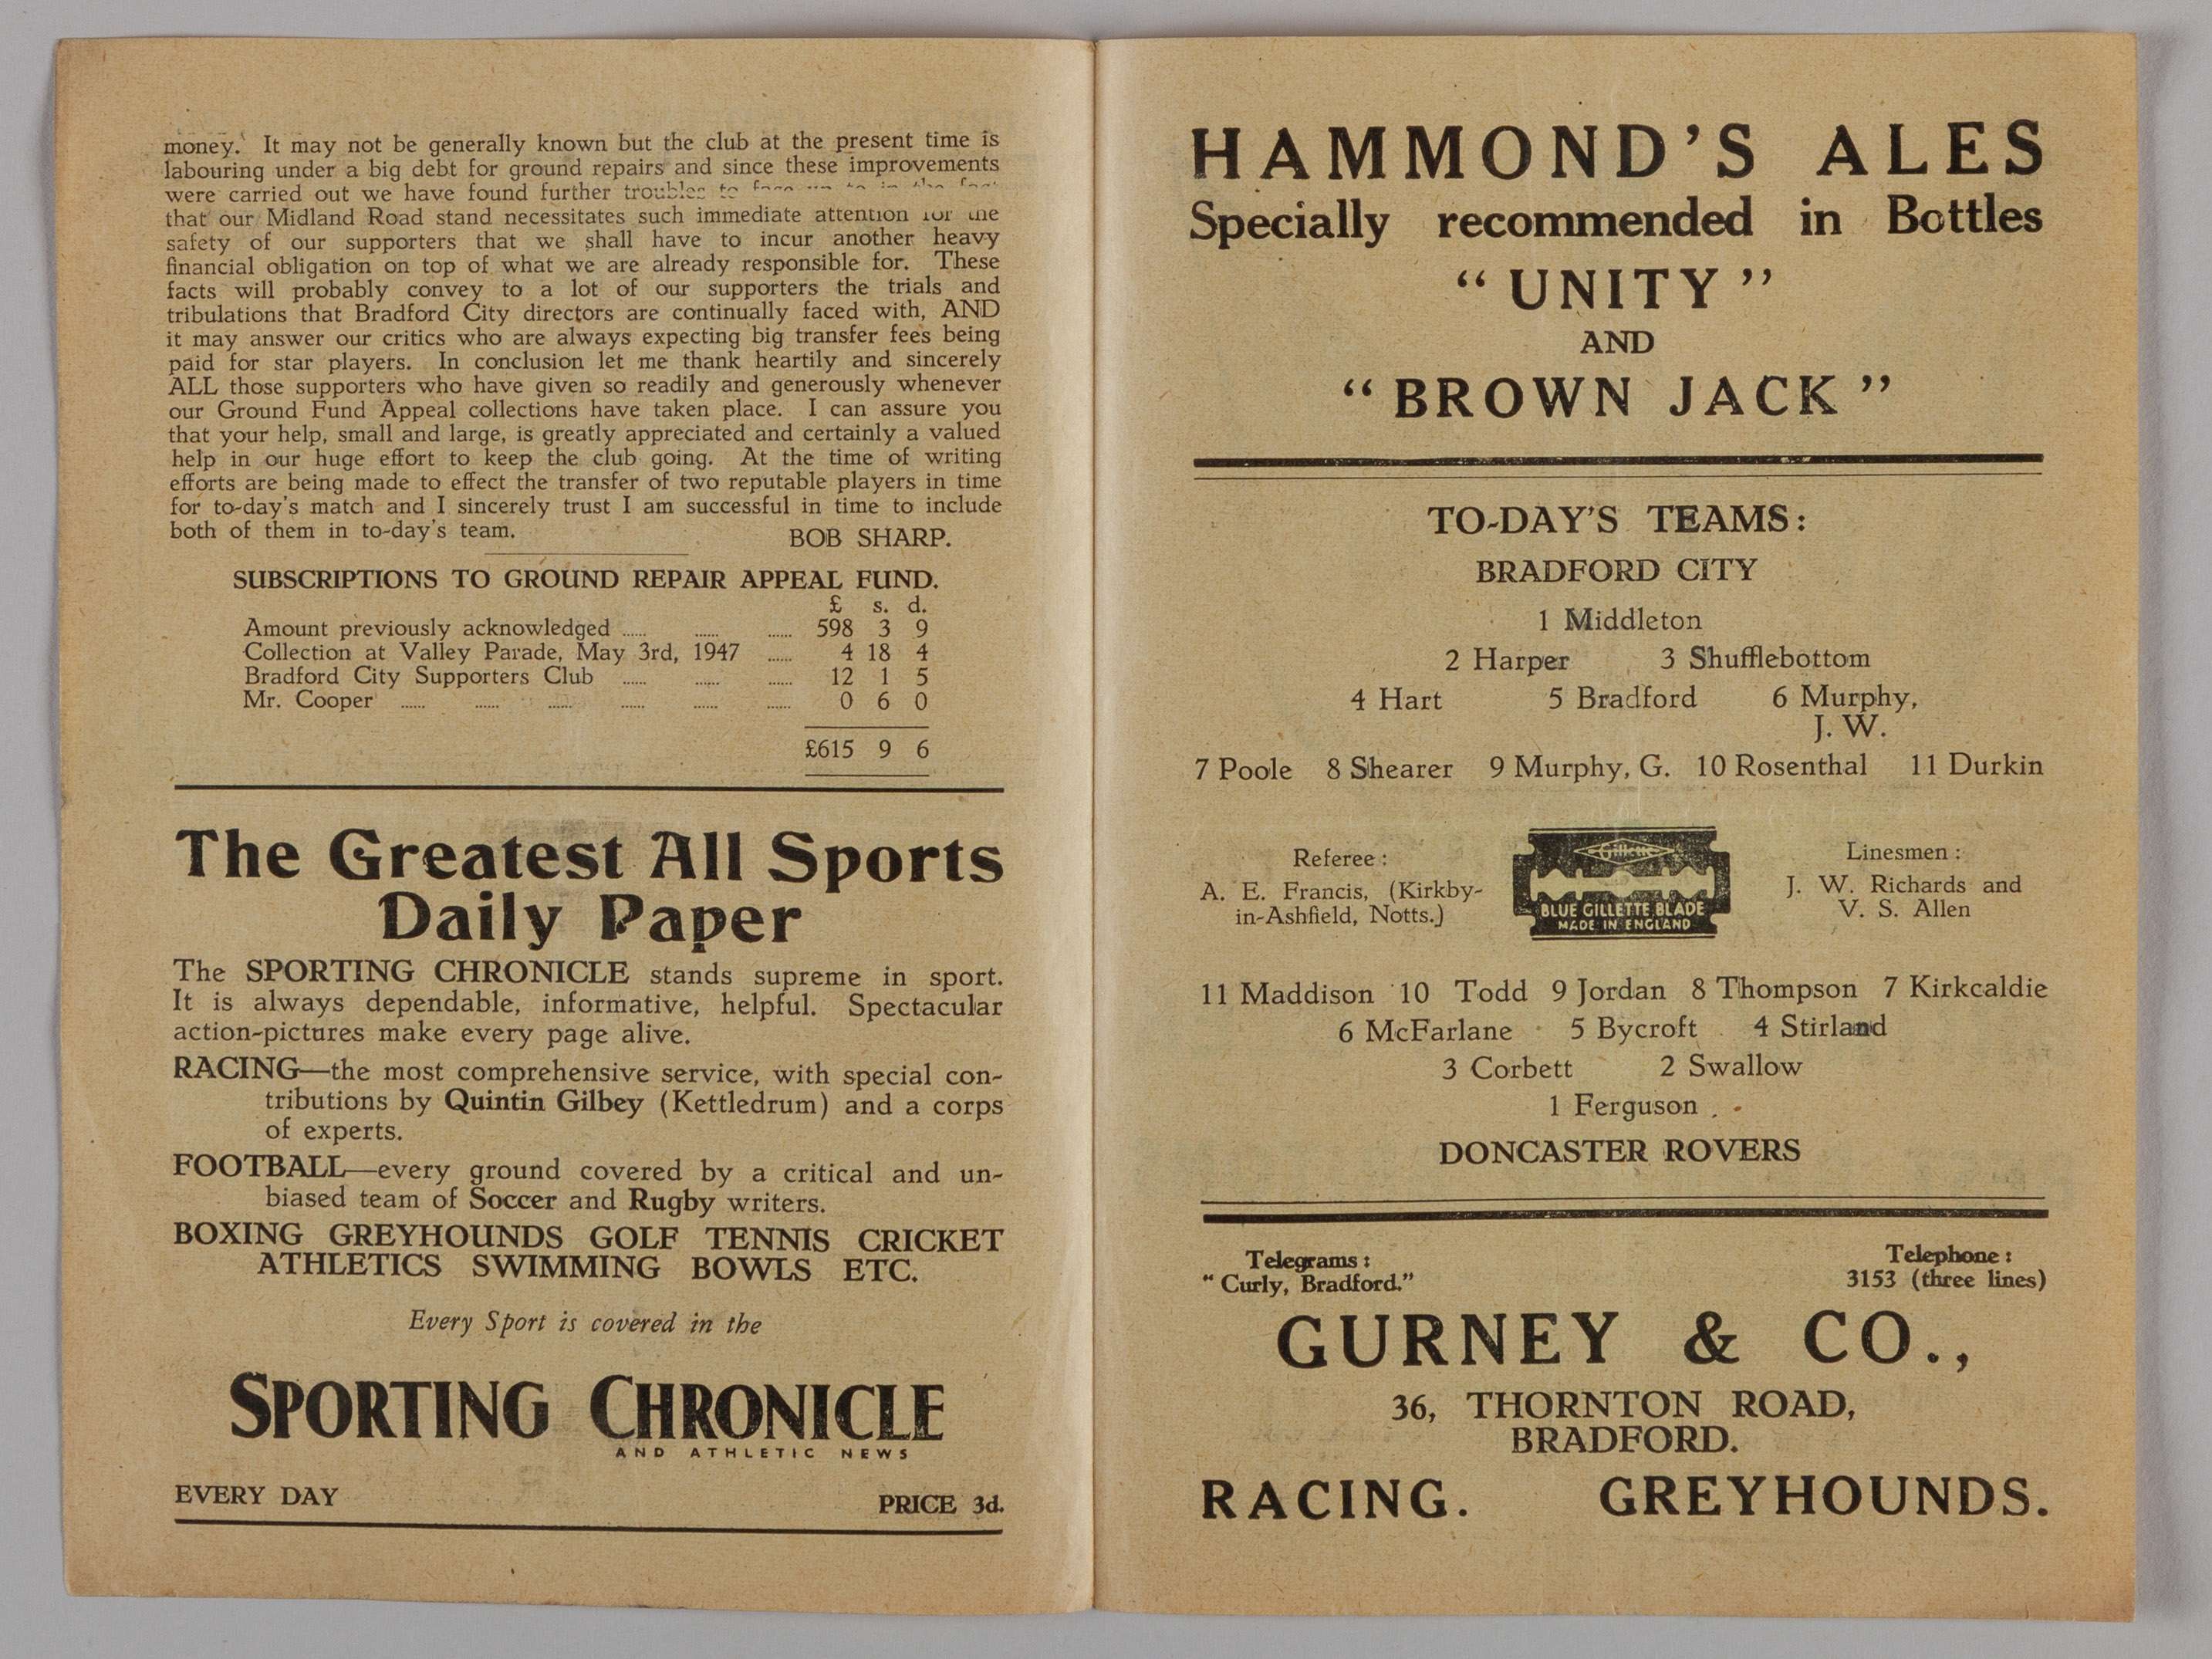 money. It may not be generally known but the club at the present time is
labouring under a big debt for ground repairs and since these improvements
were carried out we have found further troubles to
that our Midland Road stand necessitates such immediate attention for the
safety of our supporters that we shall have to incur another heavy
financial obligation on top of what we are already responsible for. These
facts will probably convey to a lot of our supporters the trials and
tribulations that Bradford City directors are continually faced with, AND
it may answer our critics who are always expecting big transfer fees being
paid for star players. In conclusion let me thank heartily and sincerely
ALL those supporters who have given so readily and generously whenever
our Ground Fund Appeal collections have taken place. I can assure you
that your help, small and large, is greatly appreciated and certainly a valued
help in our huge effort to keep the club going. At the time of writing
efforts are being made to effect the transfer of two reputable players in time
for to-day's match and I sincerely trust I am successful in time to include
both of them in to-day's team.
BOB SHARP.
SUBSCRIPTIONS TO GROUND REPAIR APPEAL FUND.
£ s. d.
Amount previously acknowledged ...... ...... ...... 598 3 9
Collection at Valley Parade, May 3rd, 1947 ...... 4 18 4
Bradford City Supporters Club ...... ...... ...... 12 1 5
Mr. Cooper ...... ...... ...... ...... ...... ...... 0 6 0
£615 9 6
The Greatest All Sports
Daily Paper
The SPORTING CHRONICLE stands supreme in sport.
It is always dependable, informative, helpful. Spectacular
action-pictures make every page alive.
RACING—the most comprehensive service, with special con-
tributions by Quintin Gilbey (Kettledrum) and a corps
of experts.
FOOTBALL—every ground covered by a critical and un-
biased team of Soccer and Rugby writers.
BOXING GREYHOUNDS GOLF TENNIS CRICKET
ATHLETICS SWIMMING BOWLS ETC.
Every Sport is covered in the
SPORTING CHRONICLE
AND ATHLETIC NEWS
EVERY DAY
PRICE 3d.
HAMMOND'S ALES
Specially recommended in Bottles
"UNITY"
AND
"BROWN JACK"
TO-DAY'S TEAMS:
BRADFORD CITY
1 Middleton
2 Harper 3 Shufflebottom
4 Hart 5 Bradford 6 Murphy,
J. W.
7 Poole 8 Shearer 9 Murphy, G. 10 Rosenthal 11 Durkin
Referee :
A. E. Francis, (Kirkby-
in-Ashfield, Notts.)
Gillette
BLUE GILLETTE BLADE
MADE IN ENGLAND
Linesmen :
J. W. Richards and
V. S. Allen
11 Maddison 10 Todd 9 Jordan 8 Thompson 7 Kirkcaldie
6 McFarlane 5 Bycroft 4 Stirland
3 Corbett 2 Swallow
1 Ferguson
DONCASTER ROVERS
Telegrams :
"Curly, Bradford."
Telephone :
3153 (three lines)
GURNEY & CO.,
36, THORNTON ROAD,
BRADFORD.
RACING. GREYHOUNDS.